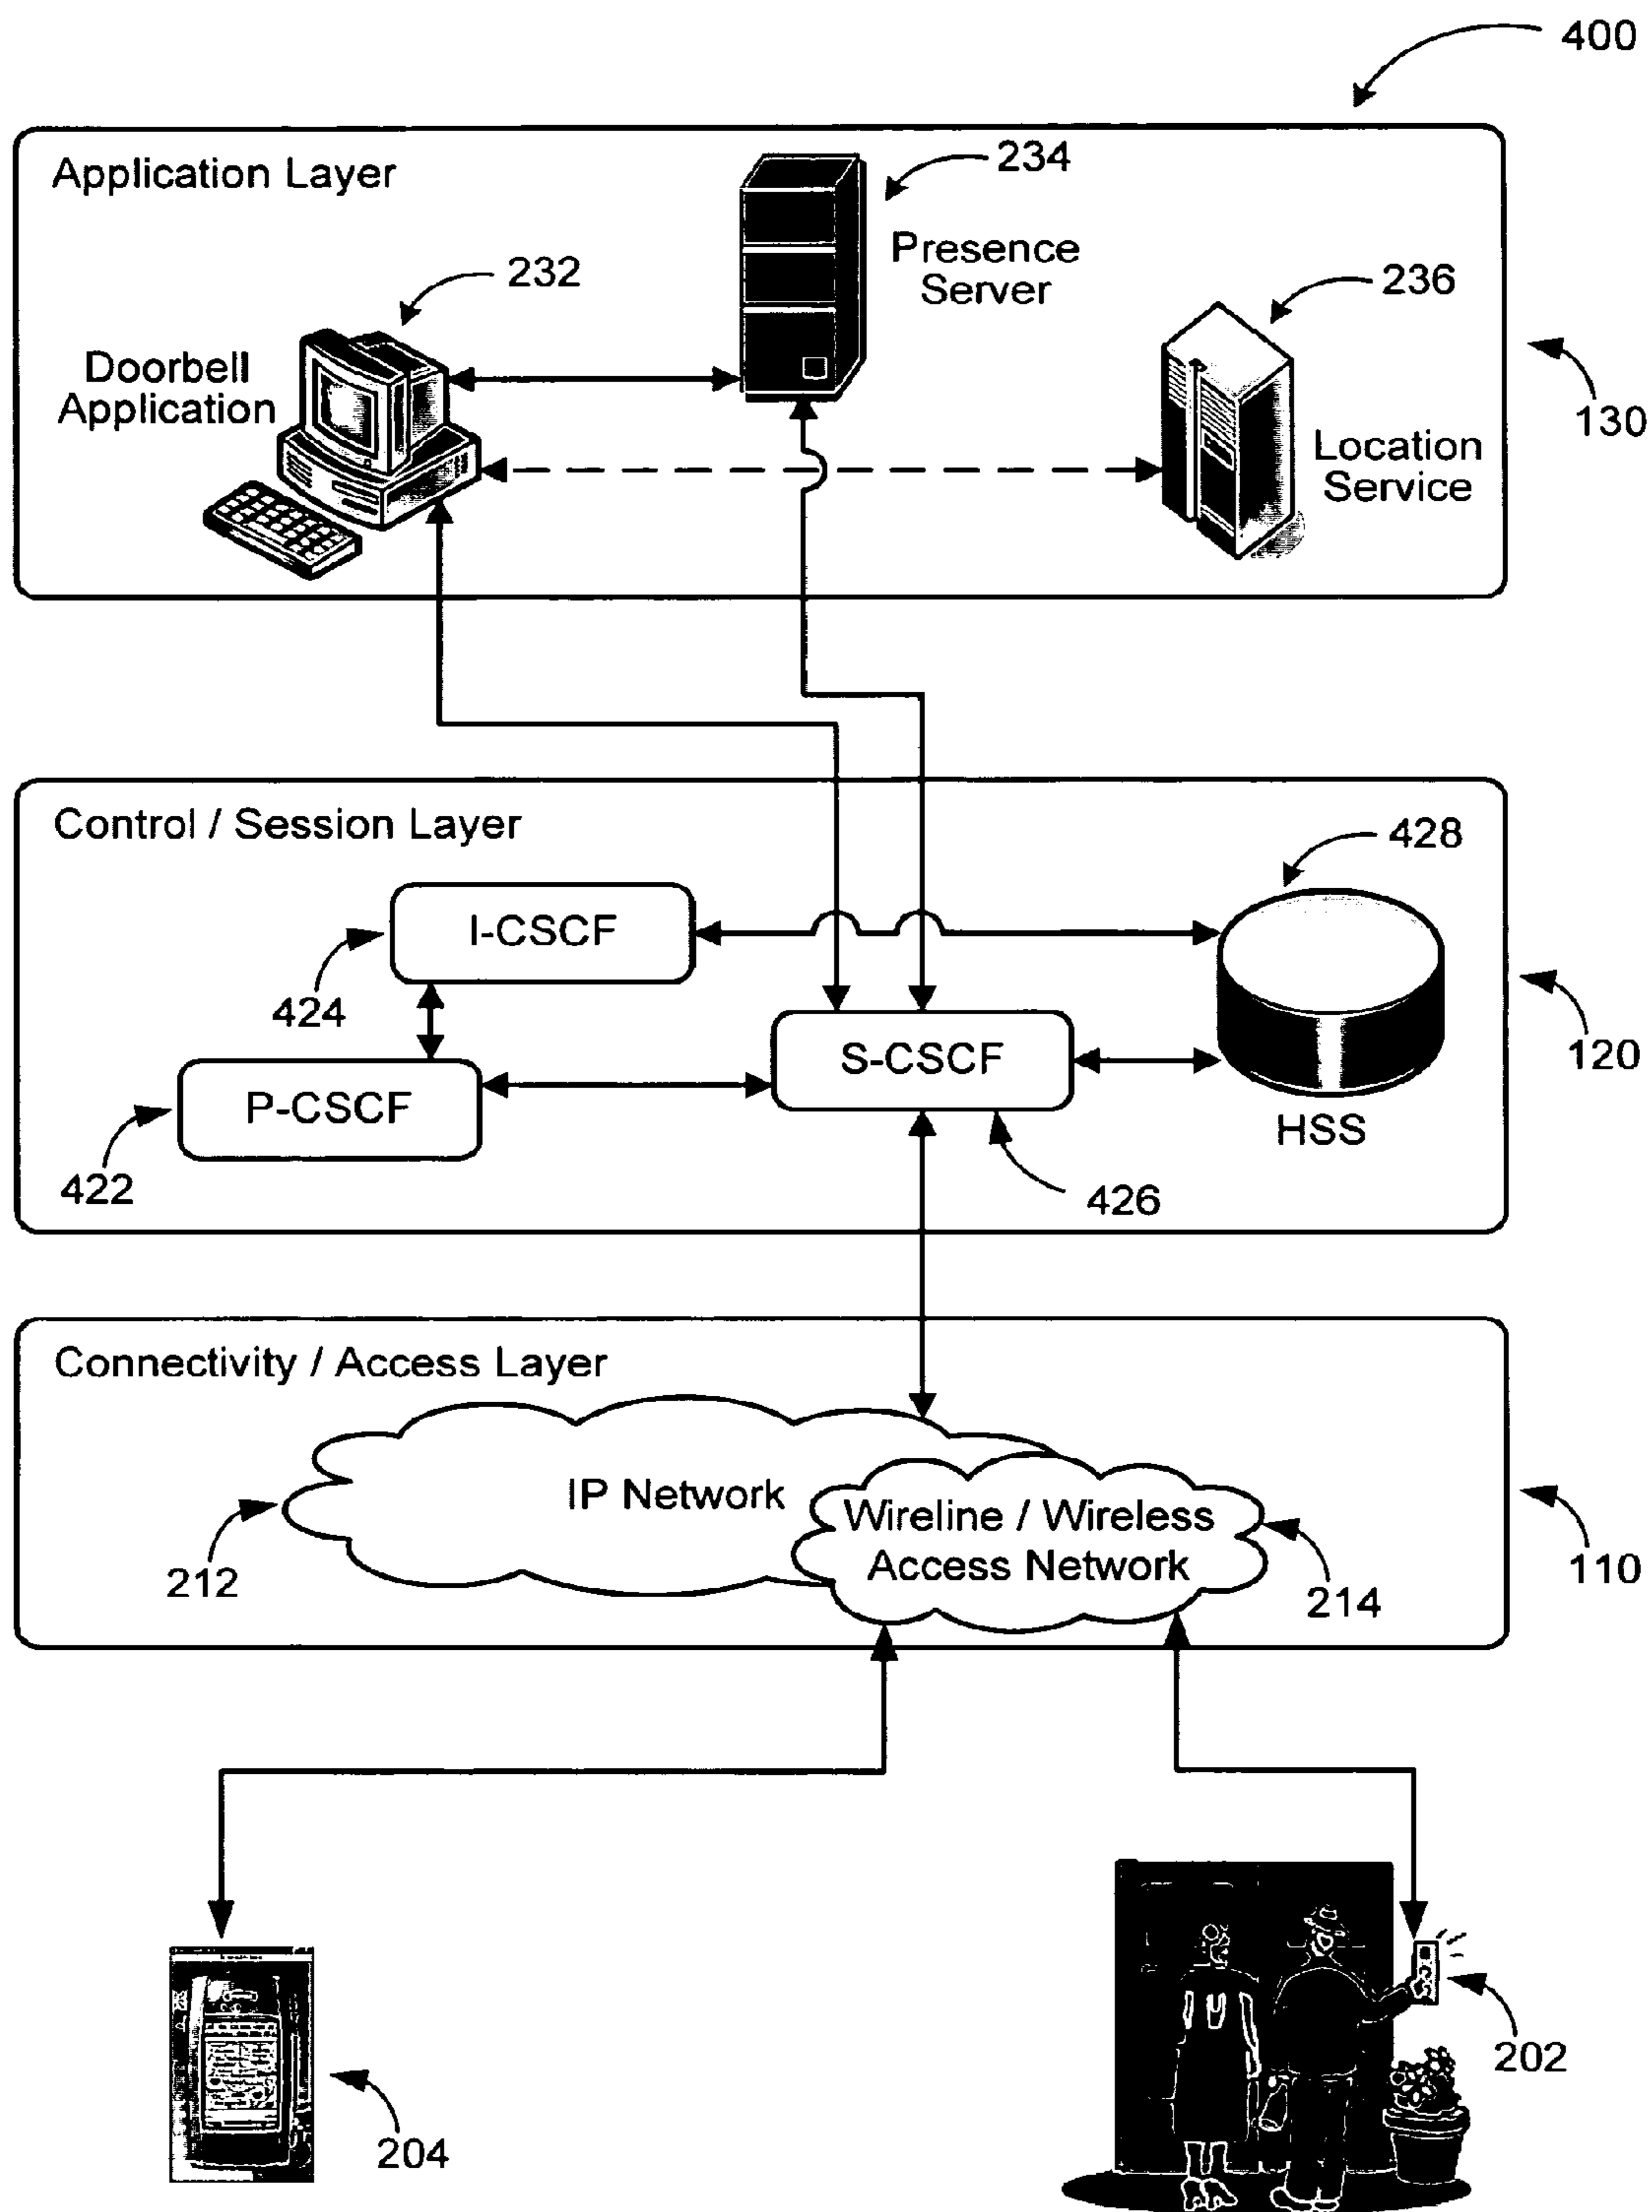 400
Application Layer
234
Presence
Server
232
236
Doorbell
Application
130
Location
Service
Control / Session Layer
428
I-CSCF
424
S-CSCF
120
P-CSCF
HSS
422
426
Connectivity / Access Layer
IP Network
Wireline / Wireless
Access Network
212
214
110
202
204